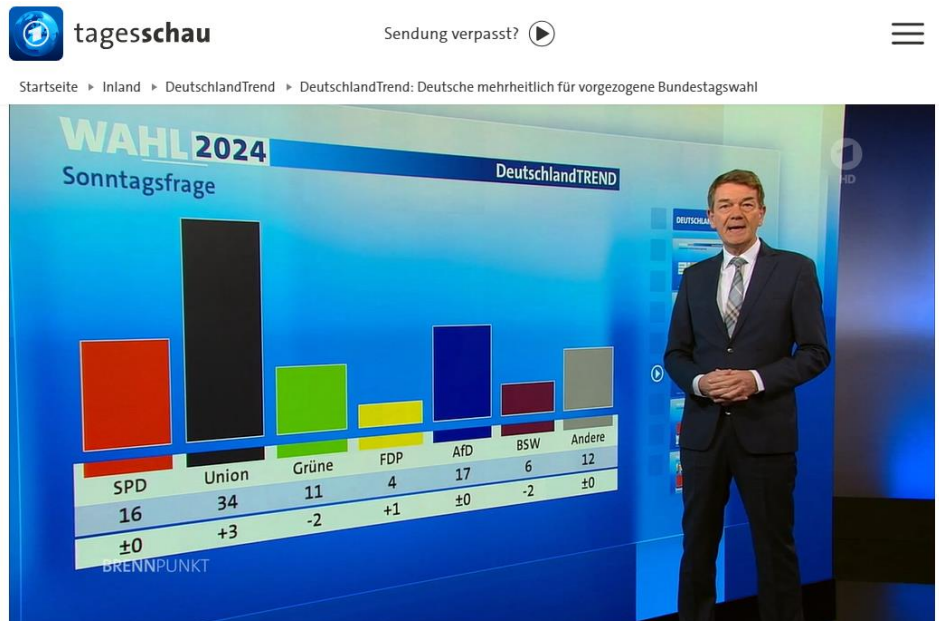 tagesschau
Sendung verpasst?
Startseite Inland DeutschlandTrend DeutschlandTrend: Deutsche mehrheitlich für vorgezogene Bundestagswahl
WAHL 2024
DeutschlandTREND
Sonntagsfrage
HD
SPD Union Grüne FDP AfD BSW Andere
16 34 11 4 17 6 12
±0 +3 -2 +1 ±0 -2 ±0
BRENNPUNKT